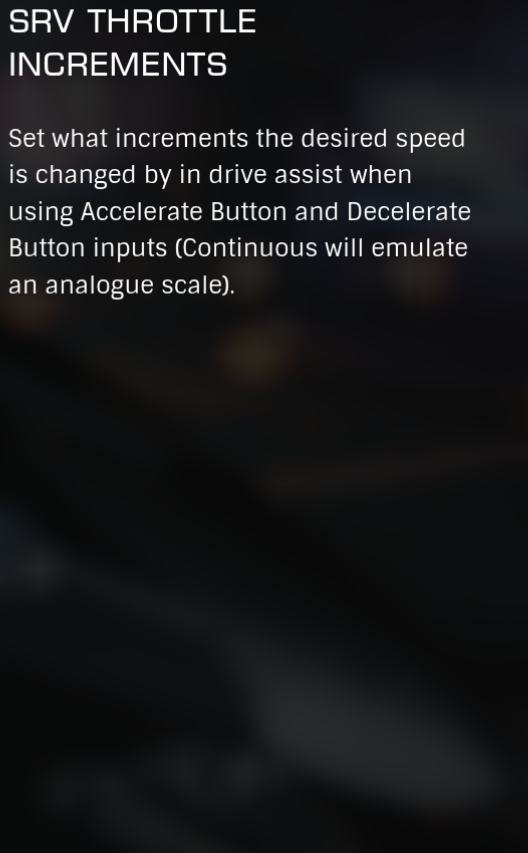 SRV THROTTLE
INCREMENTS
Set what increments the desired speed
is changed by in drive assist when
using Accelerate Button and Decelerate
Button inputs (Continuous will emulate
an analogue scale).